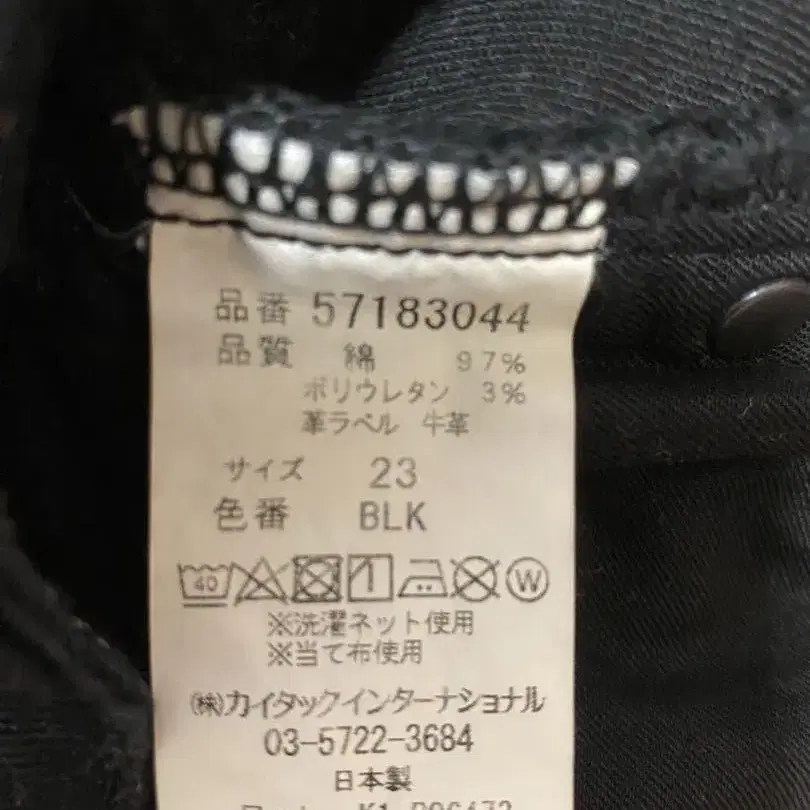 品番 57183044
品質 綿 97%
ポリウレタン 3%
革ラベル 牛革
サイズ 23
色番 BLK
40 W
※洗濯ネット使用
※当て布使用
㈱カイタックインターナショナル
03-5722-3684
日本製